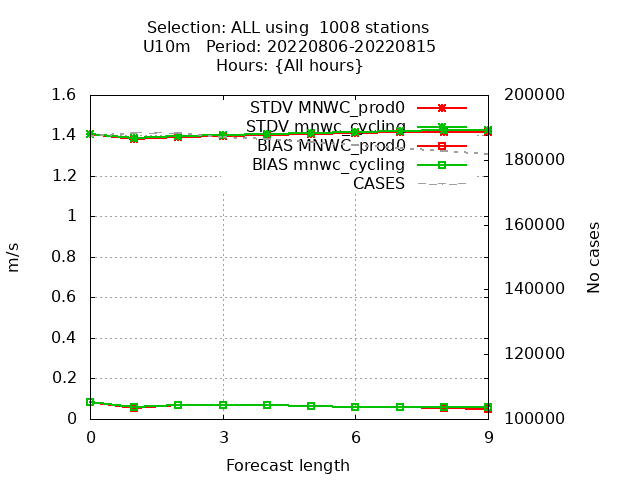 Selection: ALL using  1008 stations
U10m   Period: 20220806-20220815
Hours: {All hours}
STDV MNWC_prod0
STDV mnwc_cycling
BIAS MNWC_prod0
BIAS mnwc_cycling
CASES
1.6
1.4
1.2
1
0.8
0.6
0.4
0.2
0
m/s
200000
180000
160000
140000
120000
100000
No cases
0 3 6 9
Forecast length